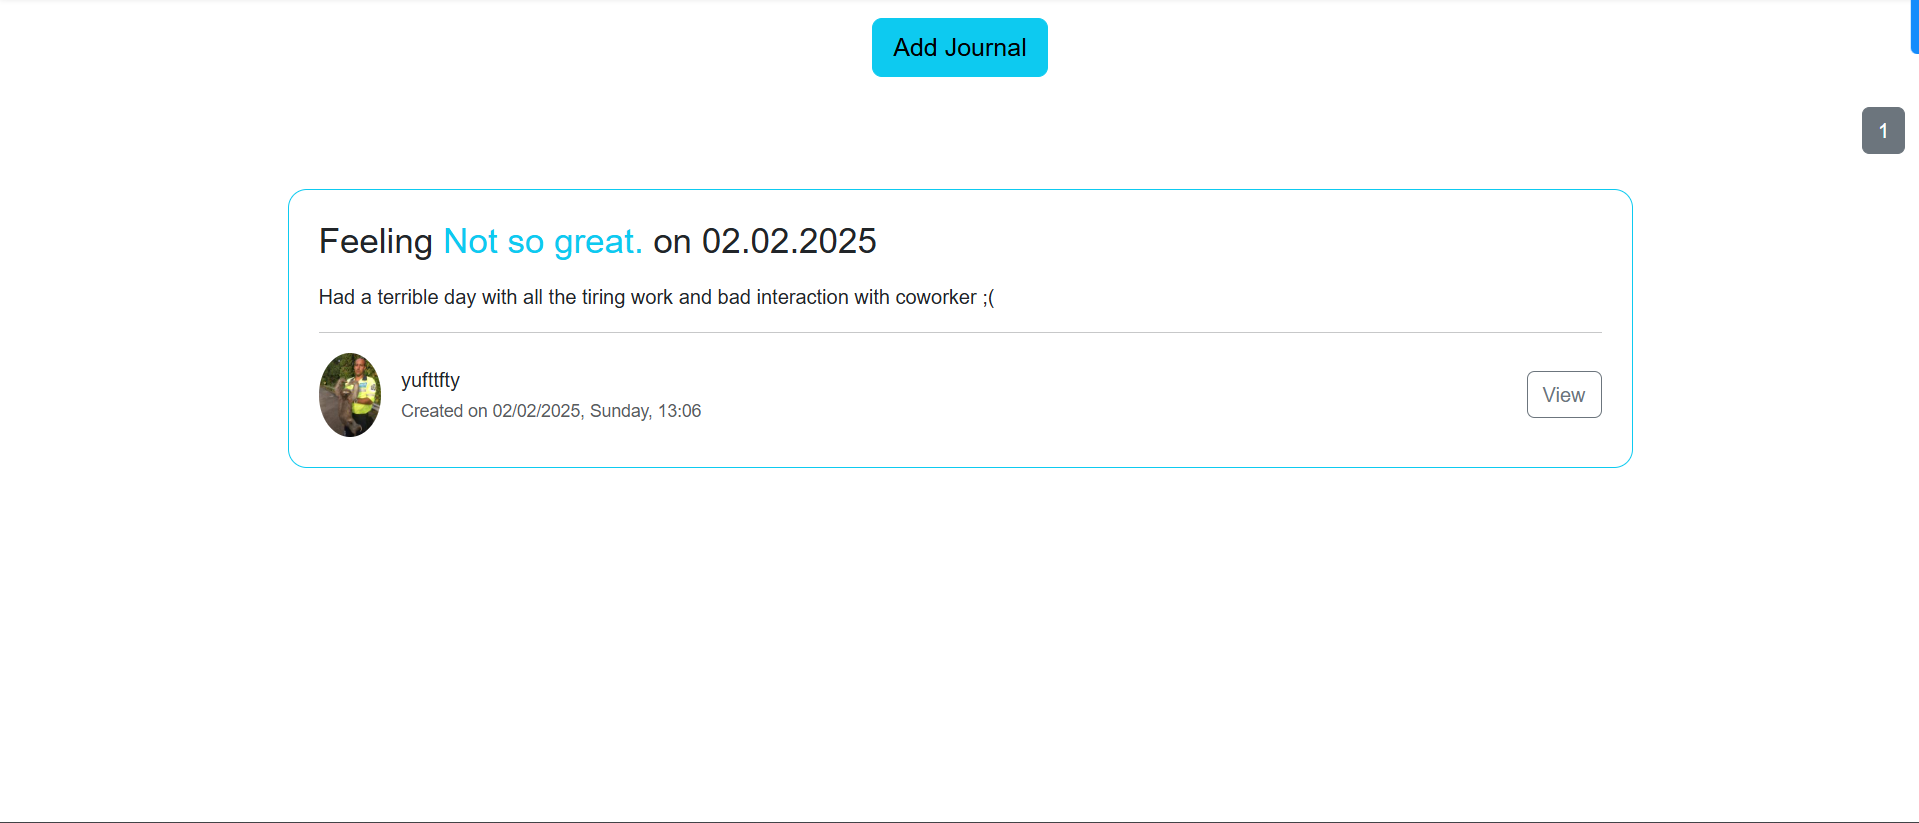 Add Journal
1
Feeling Not so great. on 02.02.2025
Had a terrible day with all the tiring work and bad interaction with coworker ;(
yufttfty
Created on 02/02/2025, Sunday, 13:06
View